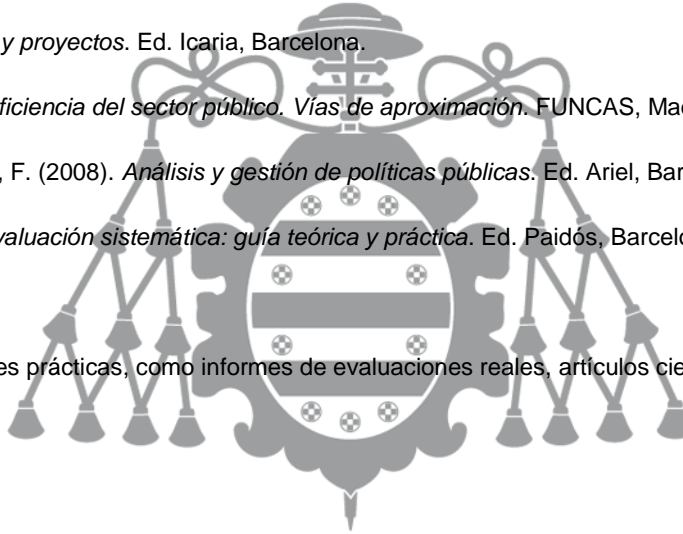 y proyectos. Ed. Icaria, Barcelona.
ficiencia del sector público. Vías de aproximación. FUNCAS, Mad
, F. (2008). Análisis y gestión de políticas públicas. Ed. Ariel, Bar
valuación sistemática: guía teórica y práctica. Ed. Paidós, Barcelo
es prácticas, como informes de evaluaciones reales, artículos cie